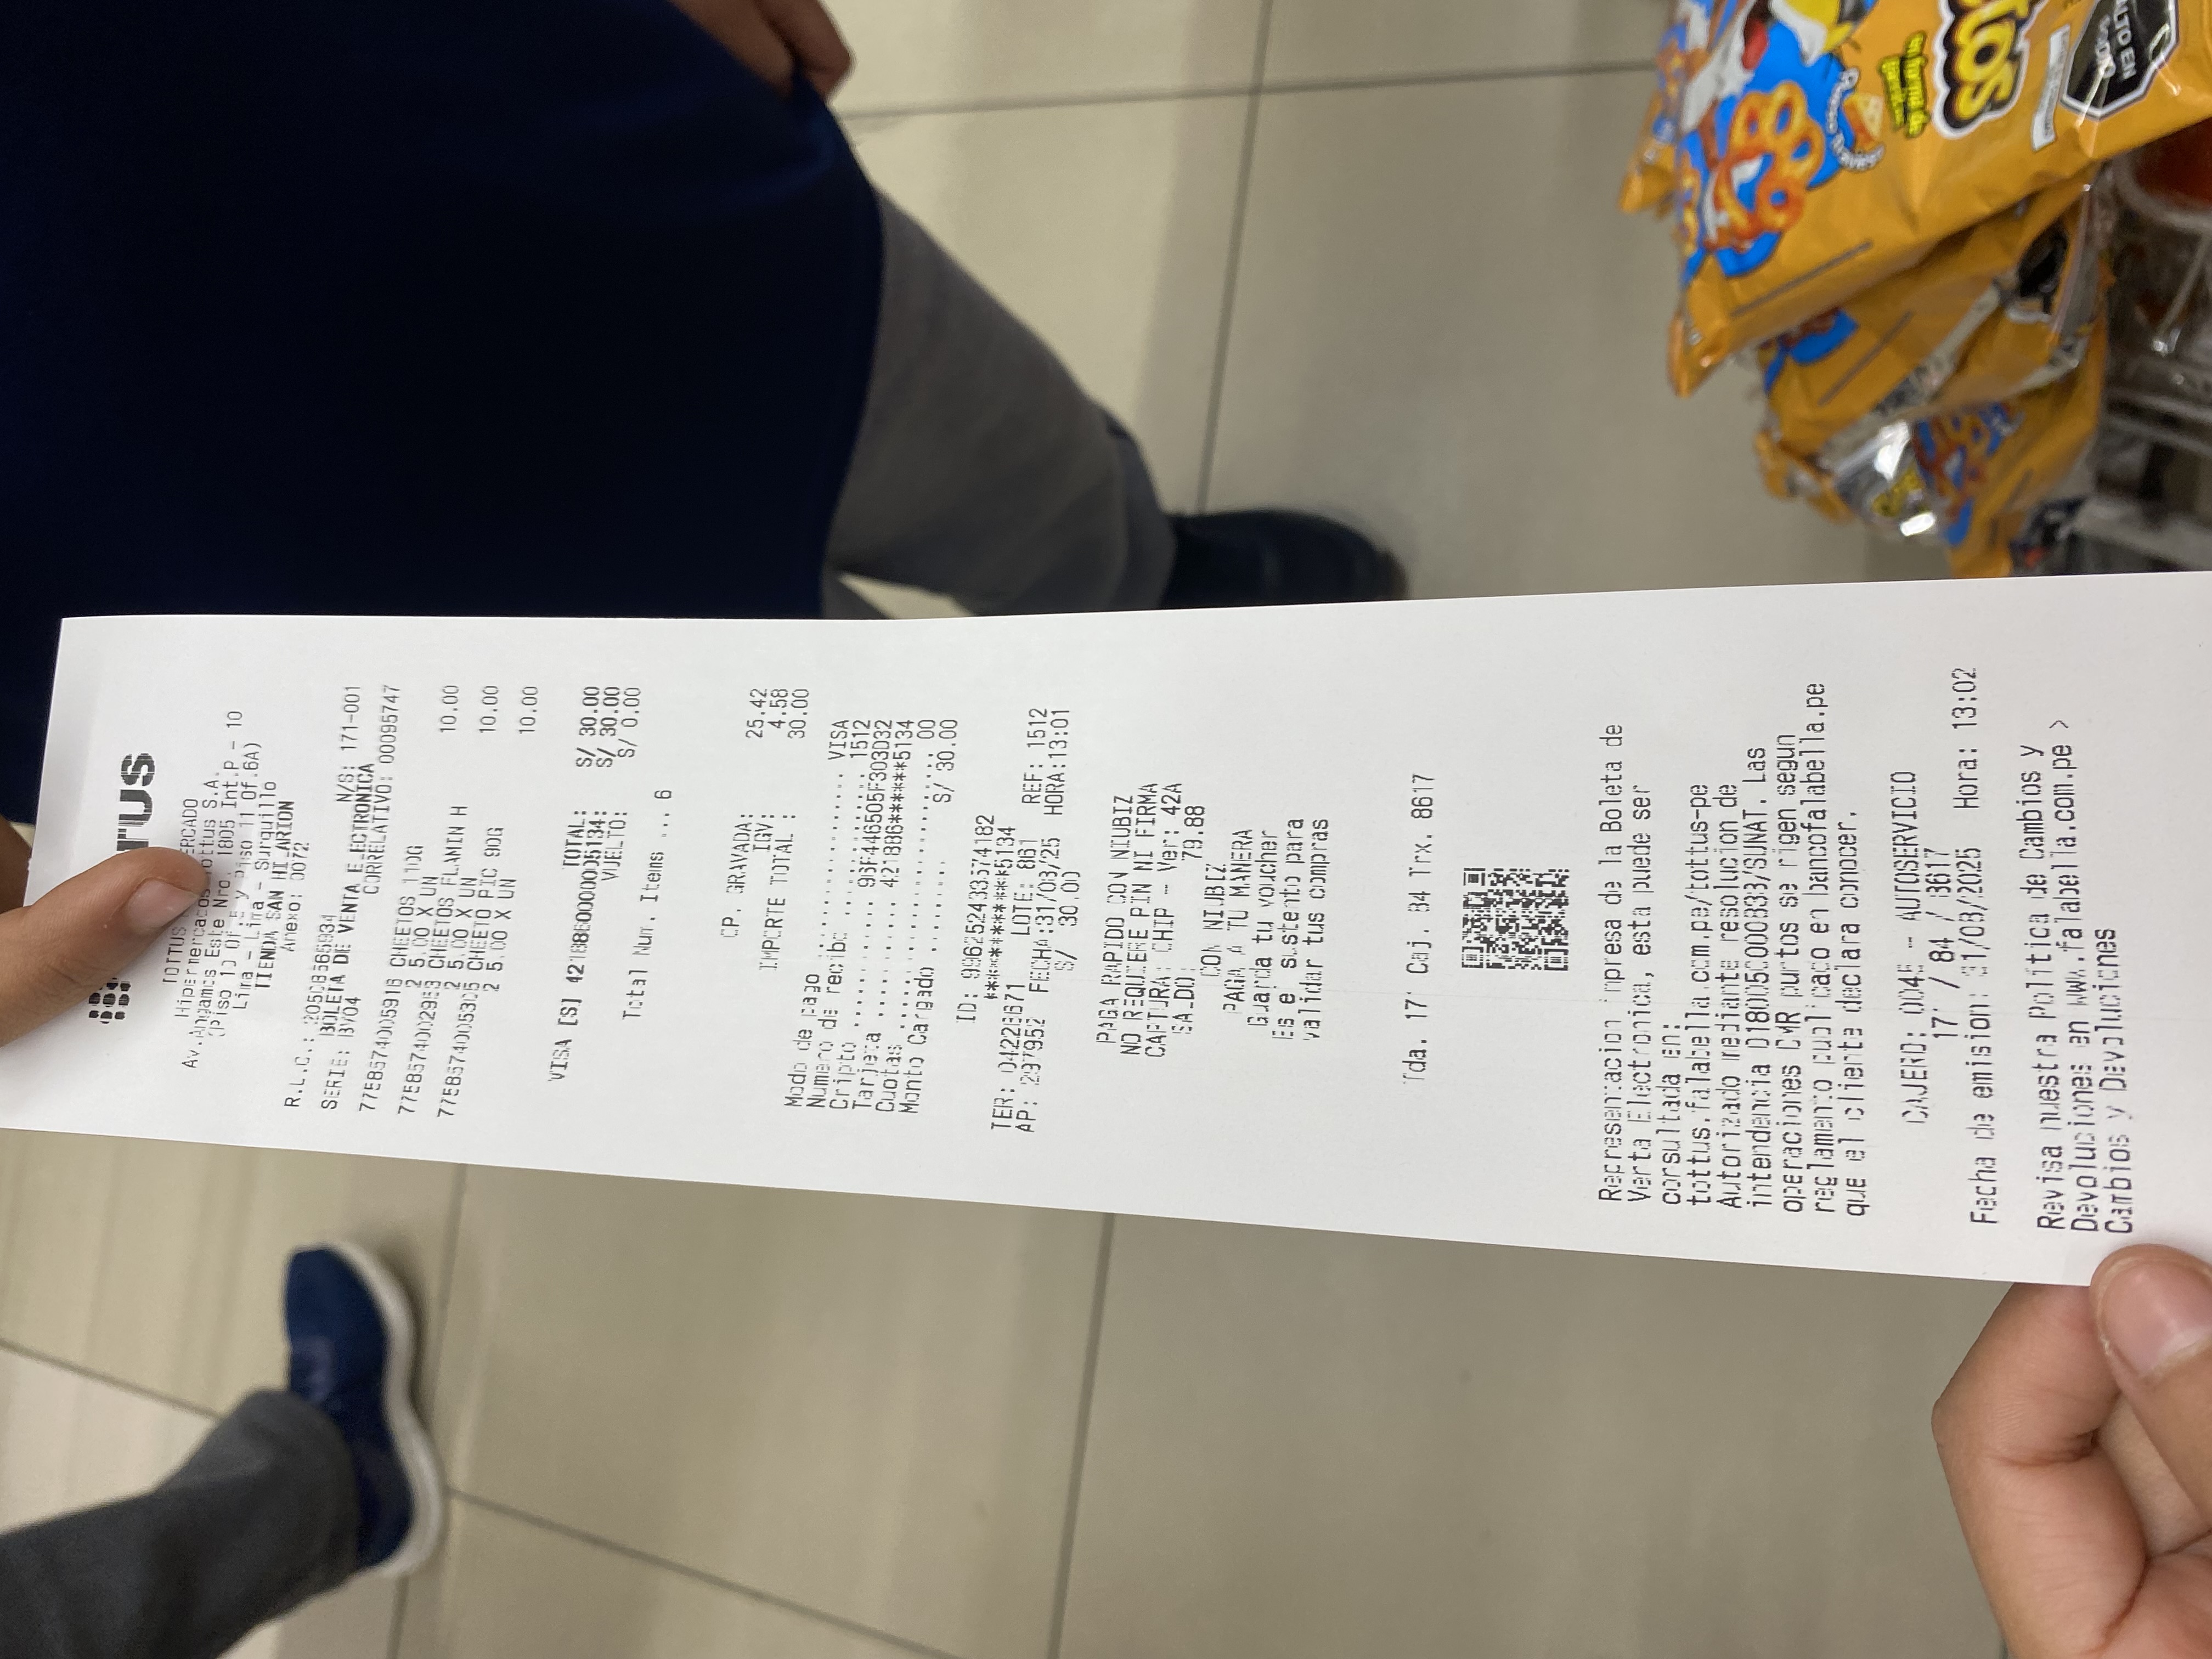 TUS
TOTTUS ERCADO
Hipermercados Tottus S.A.
Av.Angamos Este Nro. 1805 Int.P - 10
(Piso 10 Of.5 y piso 11 Of.6A)
Lima - Lima - Surquillo
TIENDA SAN HILARION
Anexo: 0072
R.U.C.: 20508565934 N/S: 171-001
BOLETA DE VENTA ELECTRONICA
SERIE: BV04 CORRELATIVO: 00095747
7758574005916 CHEETOS 110G
2 5.00 X UN 10.00
7758574002953 CHEETOS FLAMIN H
2 5.00 X UN 10.00
7758574005305 CHEETO PIC 90G
2 5.00 X UN 10.00
TOTAL: S/ 30.00
VISA [S] 4218860000005134: S/ 30.00
VUELTO: S/ 0.00
Total Num. Items ... 6
OP. GRAVADA: 25.42
IGV: 4.58
IMPORTE TOTAL : 30.00
Modo de pago ................. VISA
Numero de recibo ............. 1512
Cripto ............ 96F446505F303D32
Tarjeta ........... 421886******5134
Cuotas .......................... 00
Monto Cargado ......... S/ 30.00
ID: 996252433574182
************5134
TER: 04228671 LOTE: 861 REF: 1512
AP: 297952 FECHA:31/08/25 HORA:13:01
S/ 30.00
PAGA RAPIDO CON NIUBIZ
NO REQUIERE PIN NI FIRMA
CAPTURA: CHIP - Ver: 42A
SALDO: 79.88
CON NIUBIZ
PAGA A TU MANERA
Guarda tu voucher
Es el sustento para
validar tus compras
Tda. 171 Caj. 84 Trx. 8617
Representacion impresa de la Boleta de
Venta Electronica, esta puede ser
consultada en:
tottus.falabella.com.pe/tottus-pe
Autorizado mediante resolucion de
intendencia 0180050000833/SUNAT. Las
operaciones CMR puntos se rigen segun
reglamento publicado en bancofalabella.pe
que el cliente declara conocer.
CAJERO: 0045 - AUTOSERVICIO
171 / 84 / 8617
Fecha de emision: 31/08/2025 Hora: 13:02
Revisa nuestra Política de Cambios y
Devoluciones en www.falabella.com.pe >
Cambios y Devoluciones
ALTO EN
SODIO